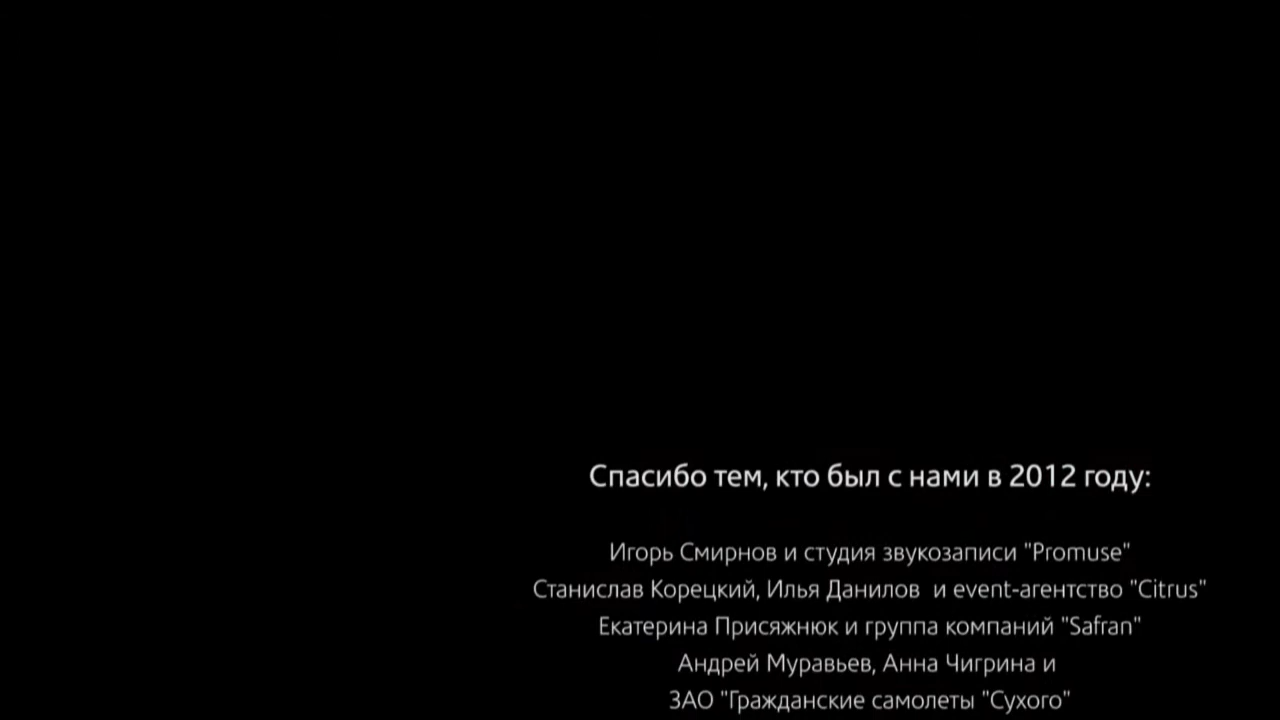 Спасибо тем, кто был с нами в 2012 году:
Игорь Смирнов и студия звукозаписи "Promuse"
Станислав Корецкий, Илья Данилов и event-агентство "Citrus"
Екатерина Присяжнюк и группа компаний "Safran"
Андрей Муравьев, Анна Чигрина и
ЗАО "Гражданские самолеты "Сухого"